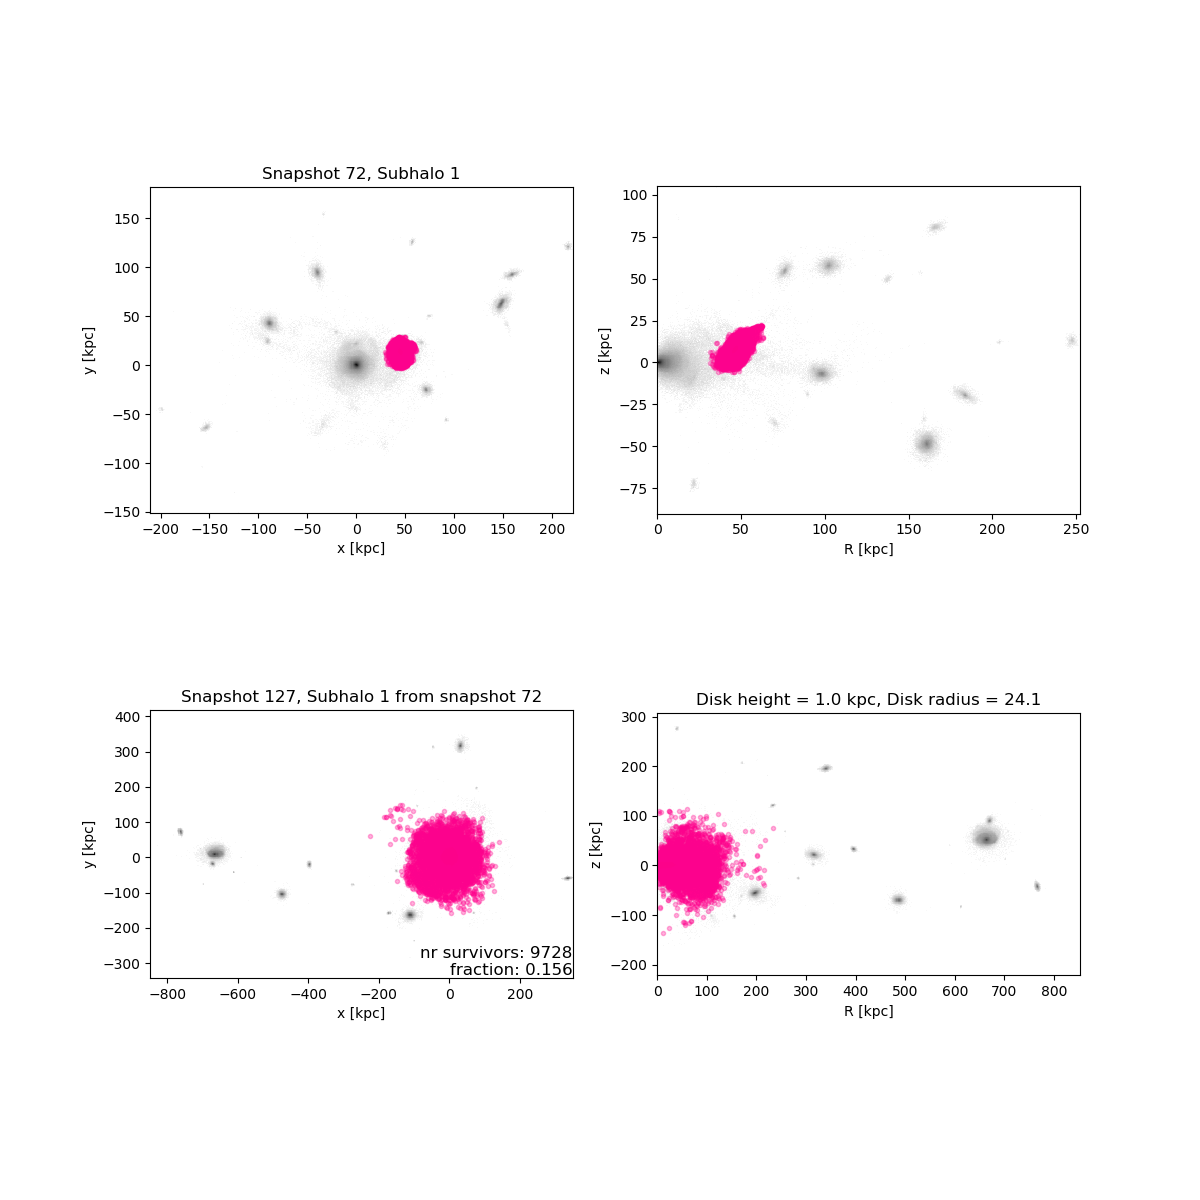 Snapshot 72, Subhalo 1
y [kpc]
150
100
50
0
−50
−100
−150
−200 −150 −100 −50 0 50 100 150 200
x [kpc]
z [kpc]
100
75
50
25
0
−25
−50
−75
0 50 100 150 200 250
R [kpc]
Snapshot 127, Subhalo 1 from snapshot 72
y [kpc]
400
300
200
100
0
−100
−200
−300
nr survivors: 9728
fraction: 0.156
−800 −600 −400 −200 0 200
x [kpc]
Disk height = 1.0 kpc, Disk radius = 24.1
z [kpc]
300
200
100
0
−100
−200
0 100 200 300 400 500 600 700 800
R [kpc]